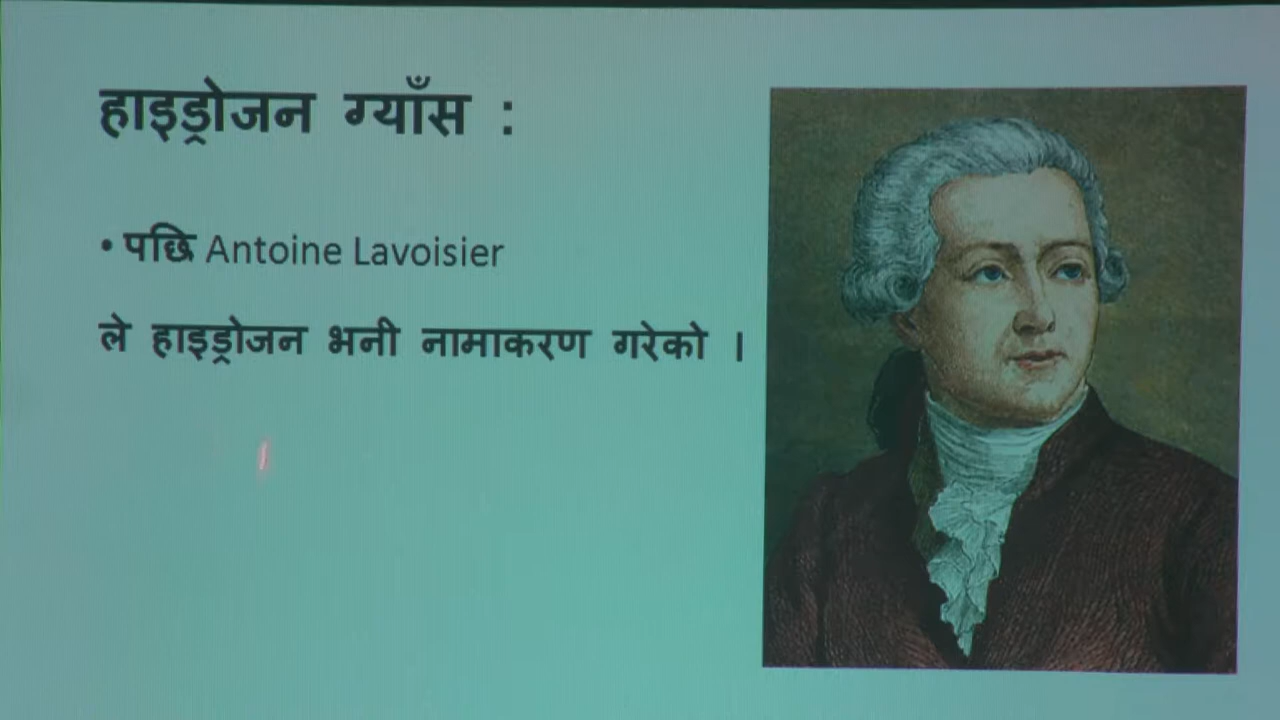 हाइड्रोजन ग्याँस :
• पछि Antoine Lavoisier
ले हाइड्रोजन भनी नामाकरण गरेको ।